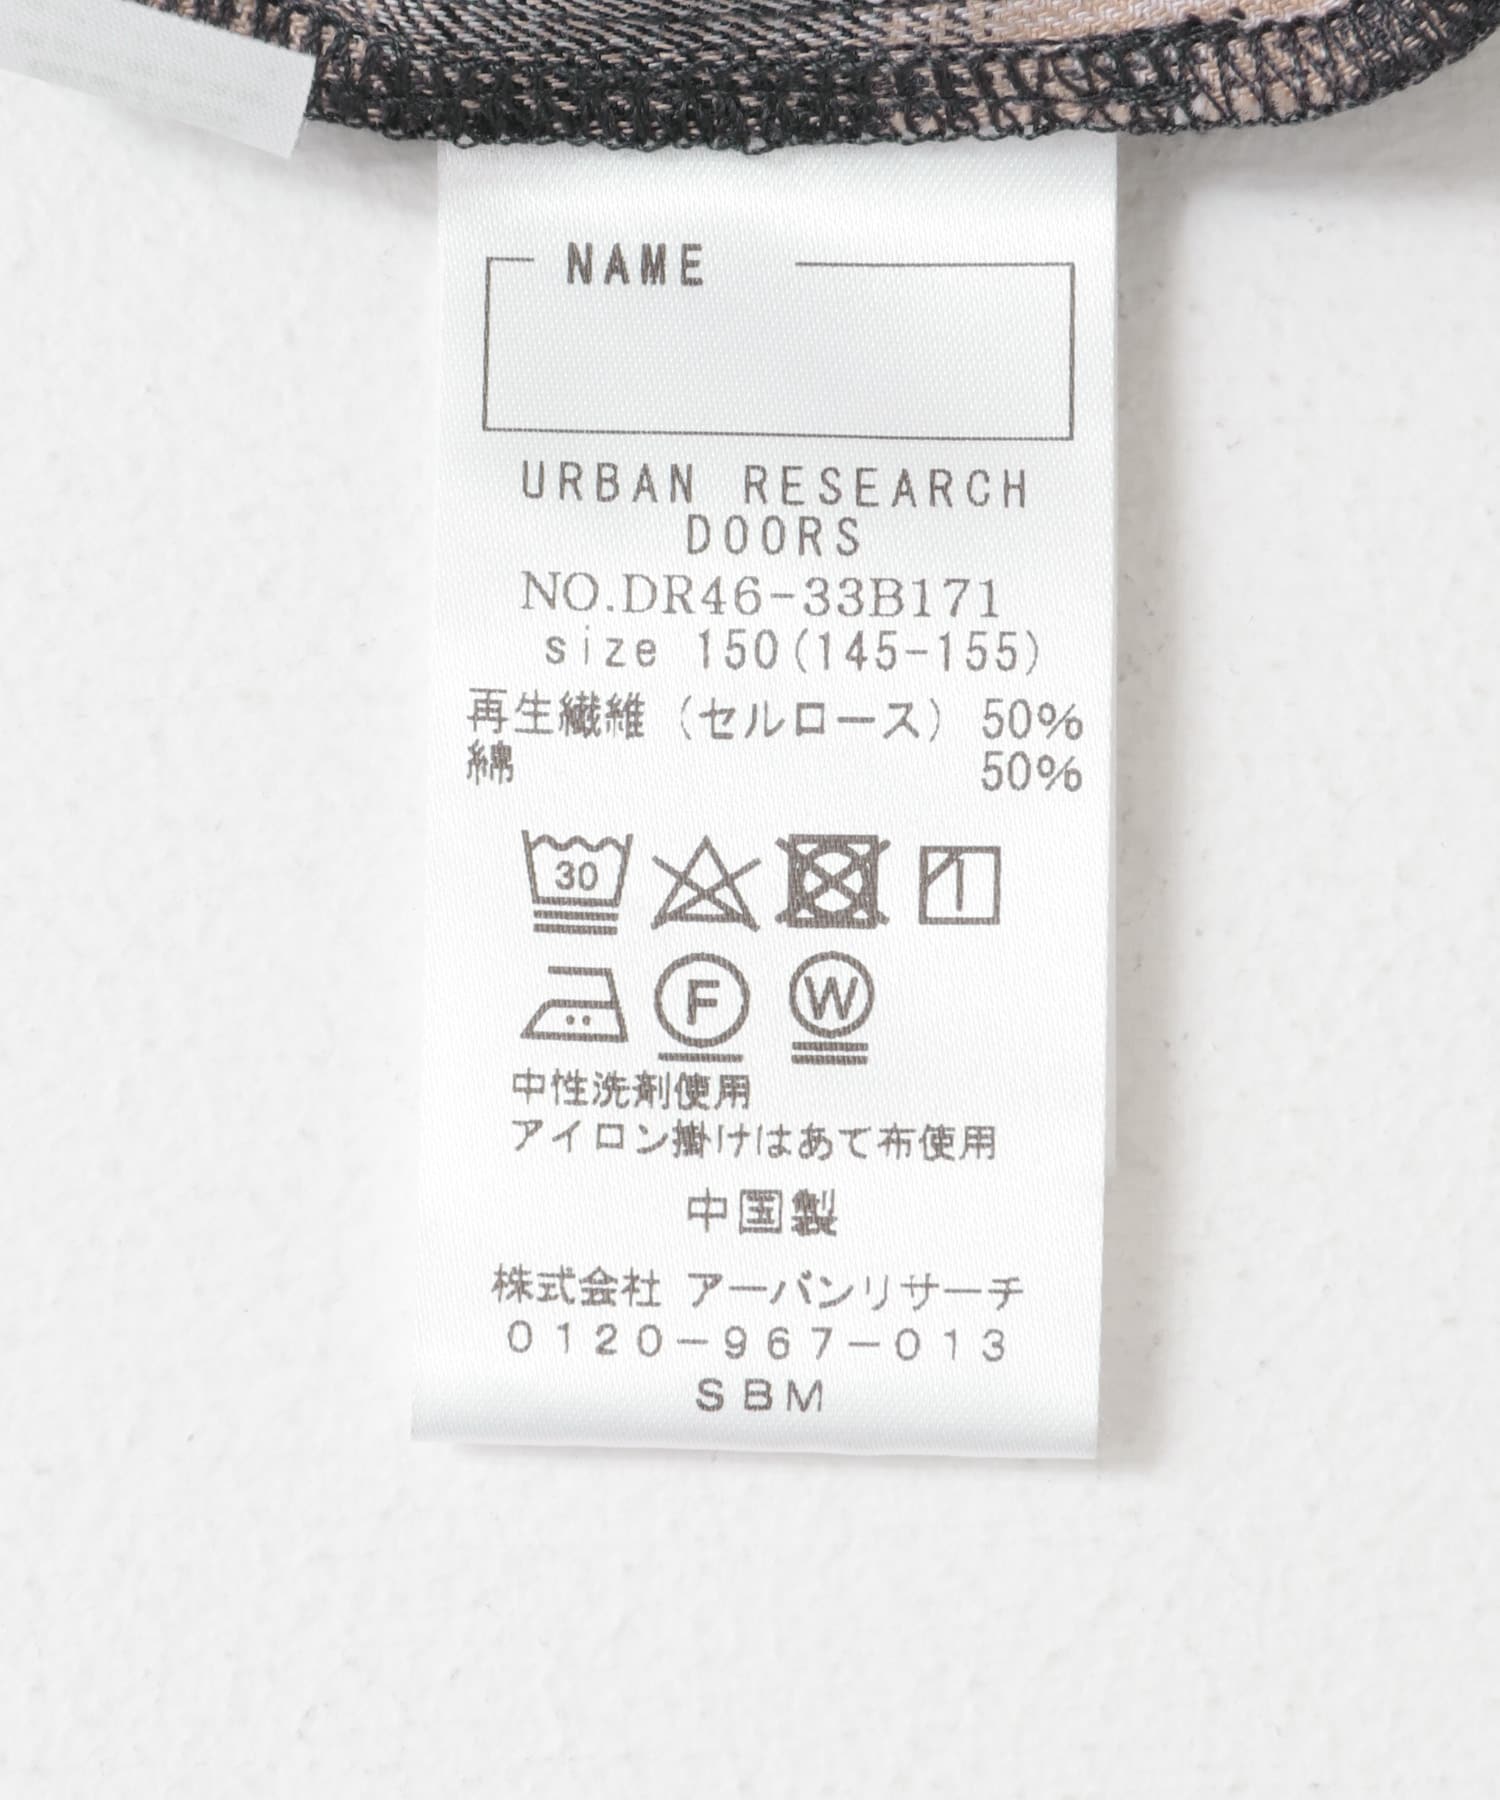 NAME
URBAN RESEARCH
DOORS
NO.DR46-33B171
size 150(145-155)
再生繊維（セルロース） 50%
綿 50%
30
F W
中性洗剤使用
アイロン掛けはあて布使用
中国製
株式会社 アーバンリサーチ
0120-967-013
SBM